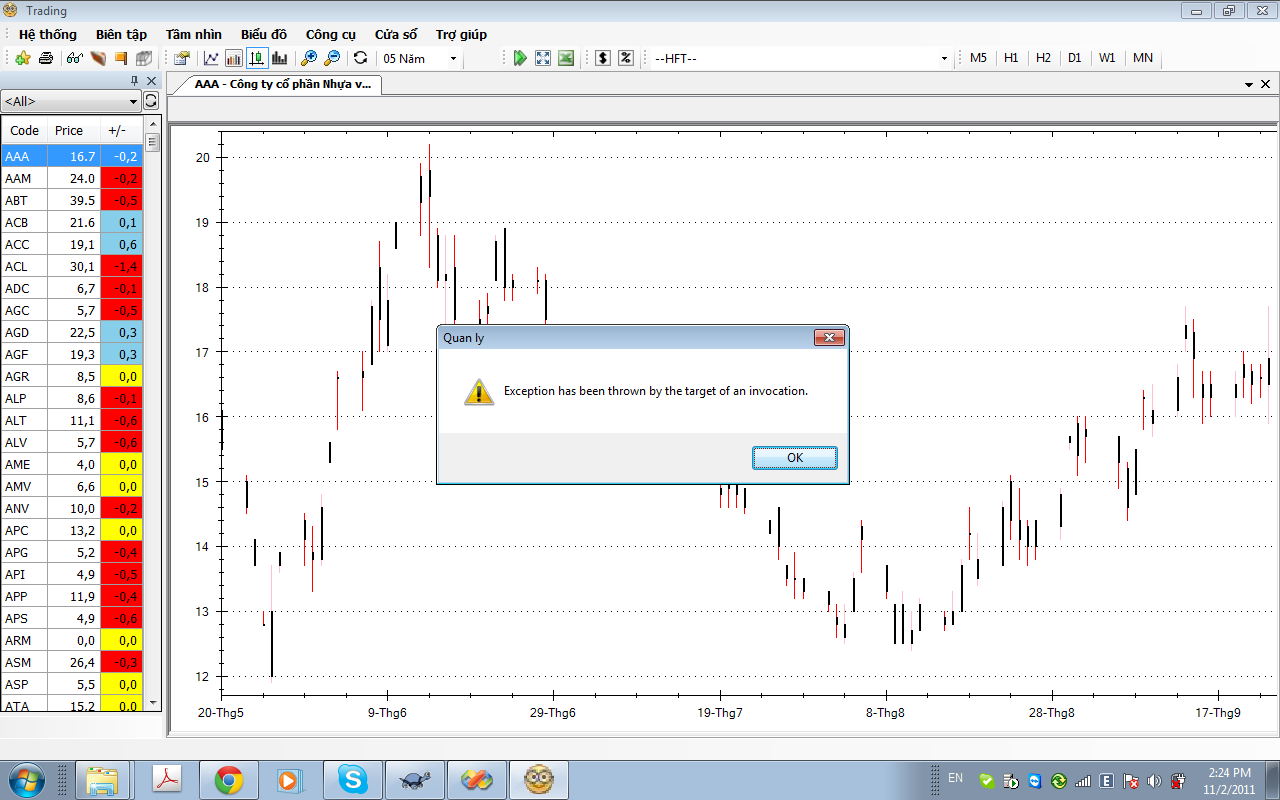 Trading
Hệ thống Biên tập Tầm nhìn Biểu đồ Công cụ Cửa sổ Trợ giúp
05 Năm --HFT-- M5 H1 H2 D1 W1 MN
AAA - Công ty cổ phần Nhựa v...
<All>
Code Price +/-
AAA 16.7 -0,2
AAM 24.0 -0,2
ABT 39.5 -0,5
ACB 21.6 0,1
ACC 19,1 0,6
ACL 30,1 -1,4
ADC 6,7 -0,1
AGC 5,7 -0,5
AGD 22,5 0,3
AGF 19,3 0,3
AGR 8,5 0,0
ALP 8,6 -0,1
ALT 11,1 -0,6
ALV 5,7 -0,6
AME 4,0 0,0
AMV 6,6 0,0
ANV 10,0 -0,2
APC 13,2 0,0
APG 5,2 -0,4
API 4,9 -0,5
APP 11,9 -0,4
APS 4,9 -0,6
ARM 0,0 0,0
ASM 26,4 -0,3
ASP 5,5 0,0
ATA 15,2 0,0
20
19
18
17
16
15
14
13
12
20-Thg5 9-Thg6 29-Thg6 19-Thg7 8-Thg8 28-Thg8 17-Thg9
Quan ly
Exception has been thrown by the target of an invocation.
OK
EN
2:24 PM
11/2/2011